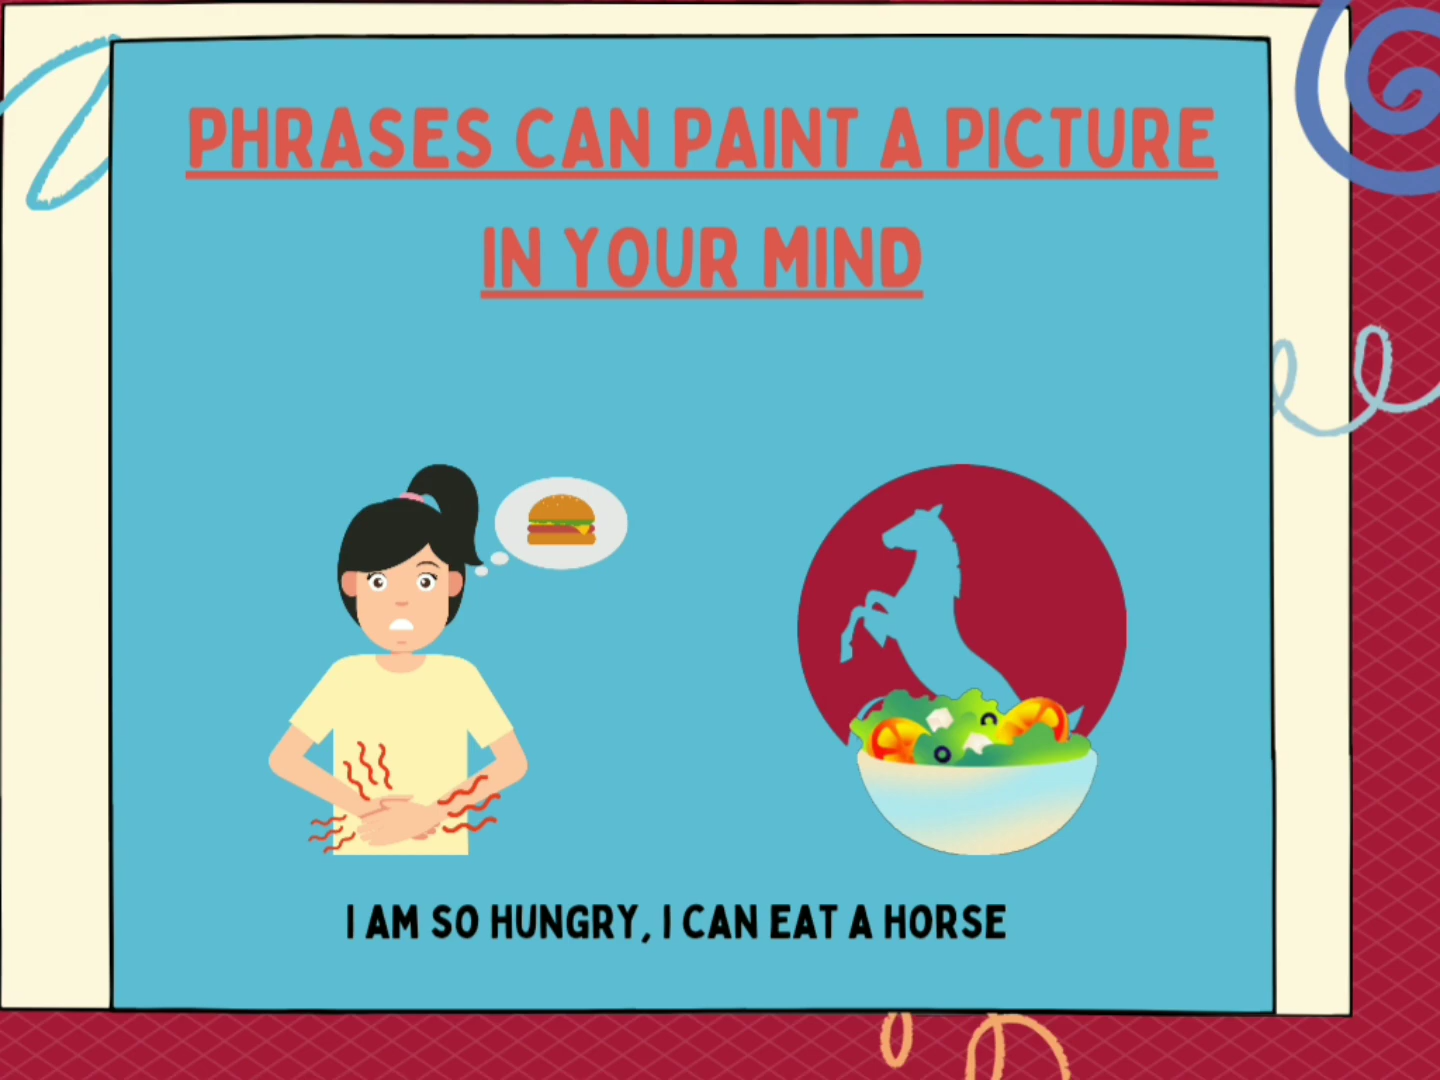 PHRASES CAN PAINT A PICTURE
IN YOUR MIND
I AM SO HUNGRY, I CAN EAT A HORSE